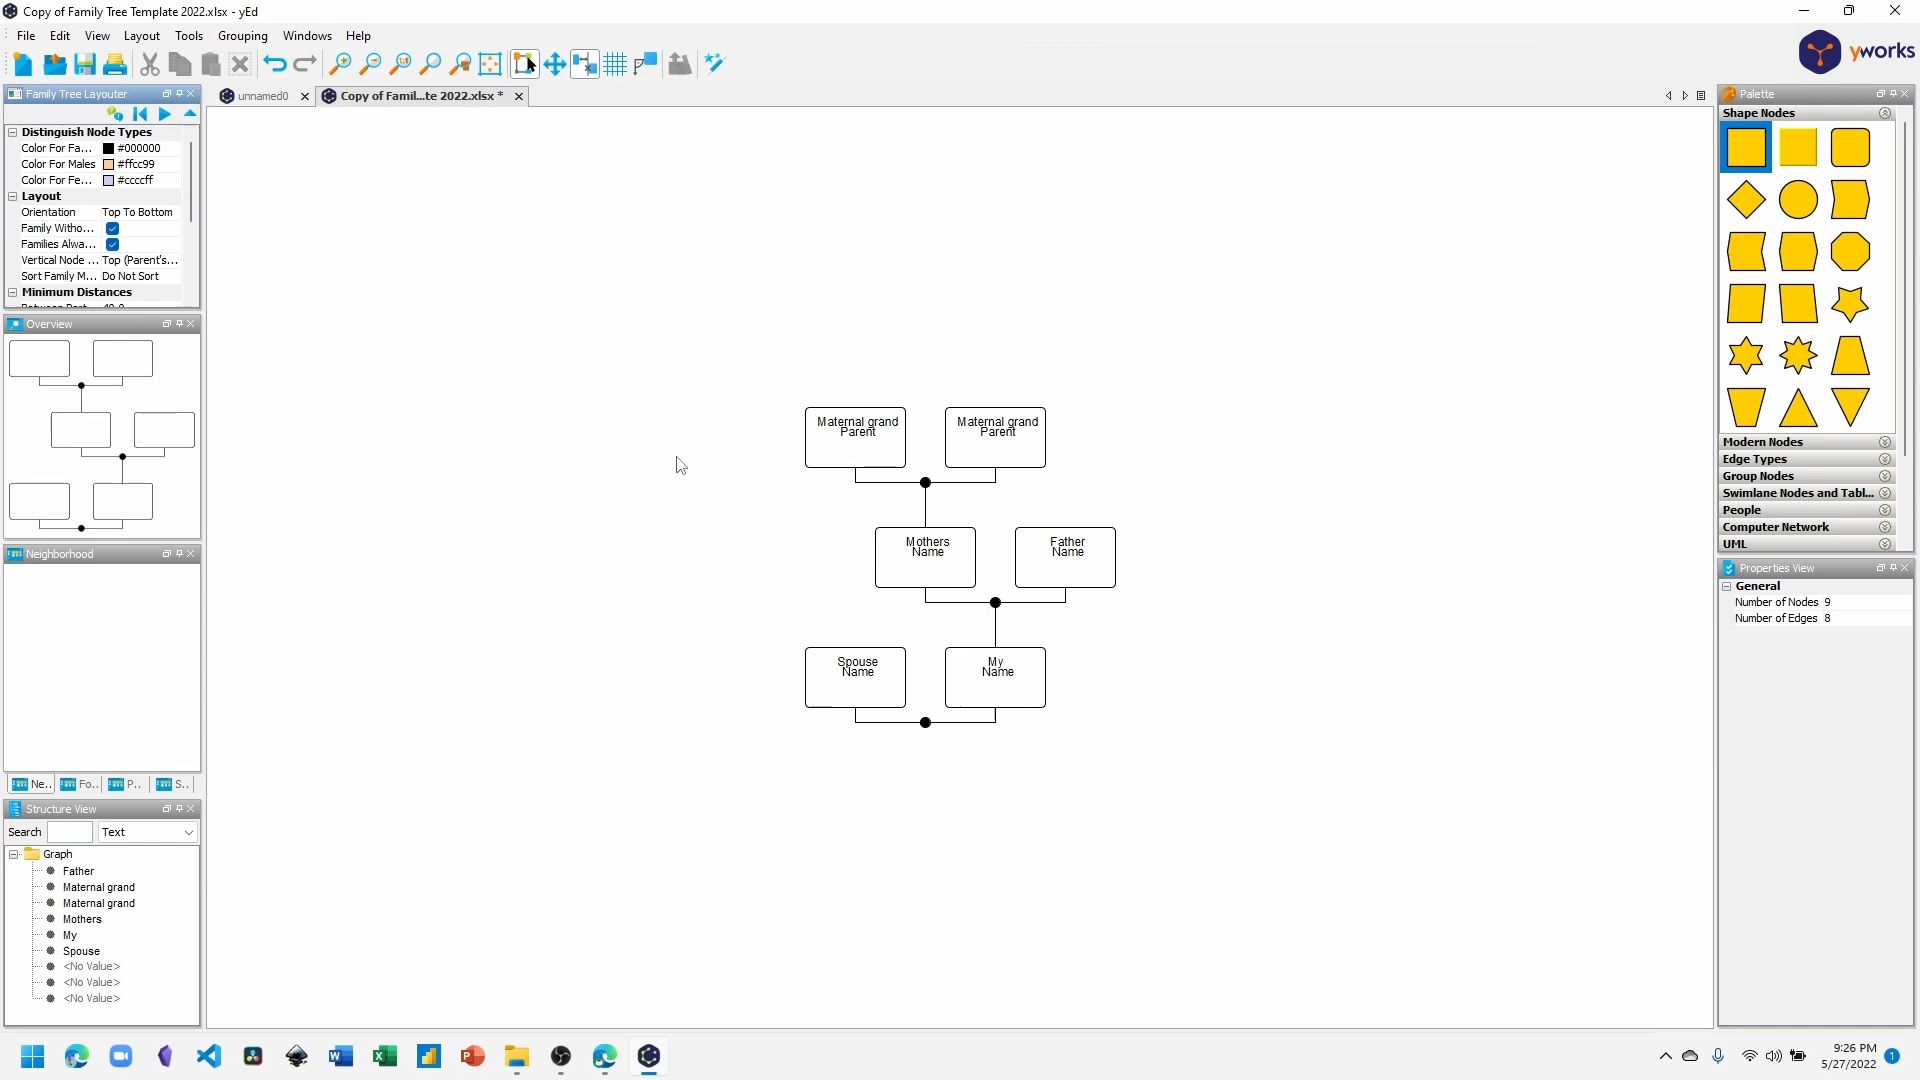 Copy of Family Tree Template 2022.xlsx - yEd
File Edit View Layout Tools Grouping Windows Help
yworks
Family Tree Layouter
unnamed0
Copy of Famil...te 2022.xlsx *
Palette
Distinguish Node Types
Color For Fa... #000000
Color For Males #ffcc99
Color For Fe... #ccccff
Layout
Orientation Top To Bottom
Family Witho...
Families Alwa...
Vertical Node ... Top (Parent's...
Sort Family M... Do Not Sort
Minimum Distances
Overview
Neighborhood
Ne.. Fo.. P.. S..
Structure View
Search Text
Graph
Father
Maternal grand
Maternal grand
Mothers
My
Spouse
<No Value>
<No Value>
<No Value>
Maternal grand
Parent
Maternal grand
Parent
Mothers
Name
Father
Name
Spouse
Name
My
Name
Shape Nodes
Modern Nodes
Edge Types
Group Nodes
Swimlane Nodes and Tabl...
People
Computer Network
UML
Properties View
General
Number of Nodes 9
Number of Edges 8
9:26 PM
5/27/2022
1